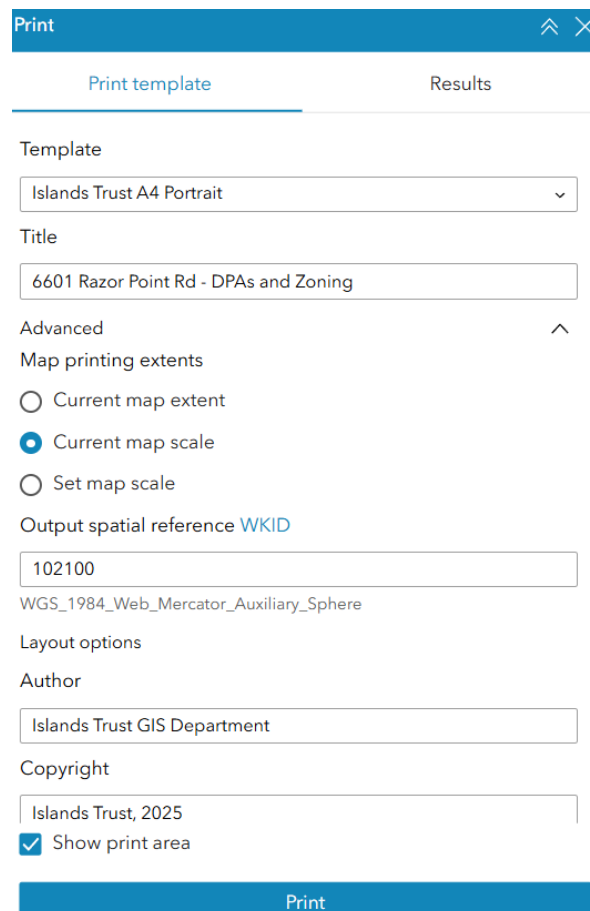 Print
Print template
Results
Template
Islands Trust A4 Portrait
Title
6601 Razor Point Rd - DPAs and Zoning
Advanced
Map printing extents
Current map extent
Current map scale
Set map scale
Output spatial reference WKID
102100
WGS_1984_Web_Mercator_Auxiliary_Sphere
Layout options
Author
Islands Trust GIS Department
Copyright
Islands Trust, 2025
Show print area
Print